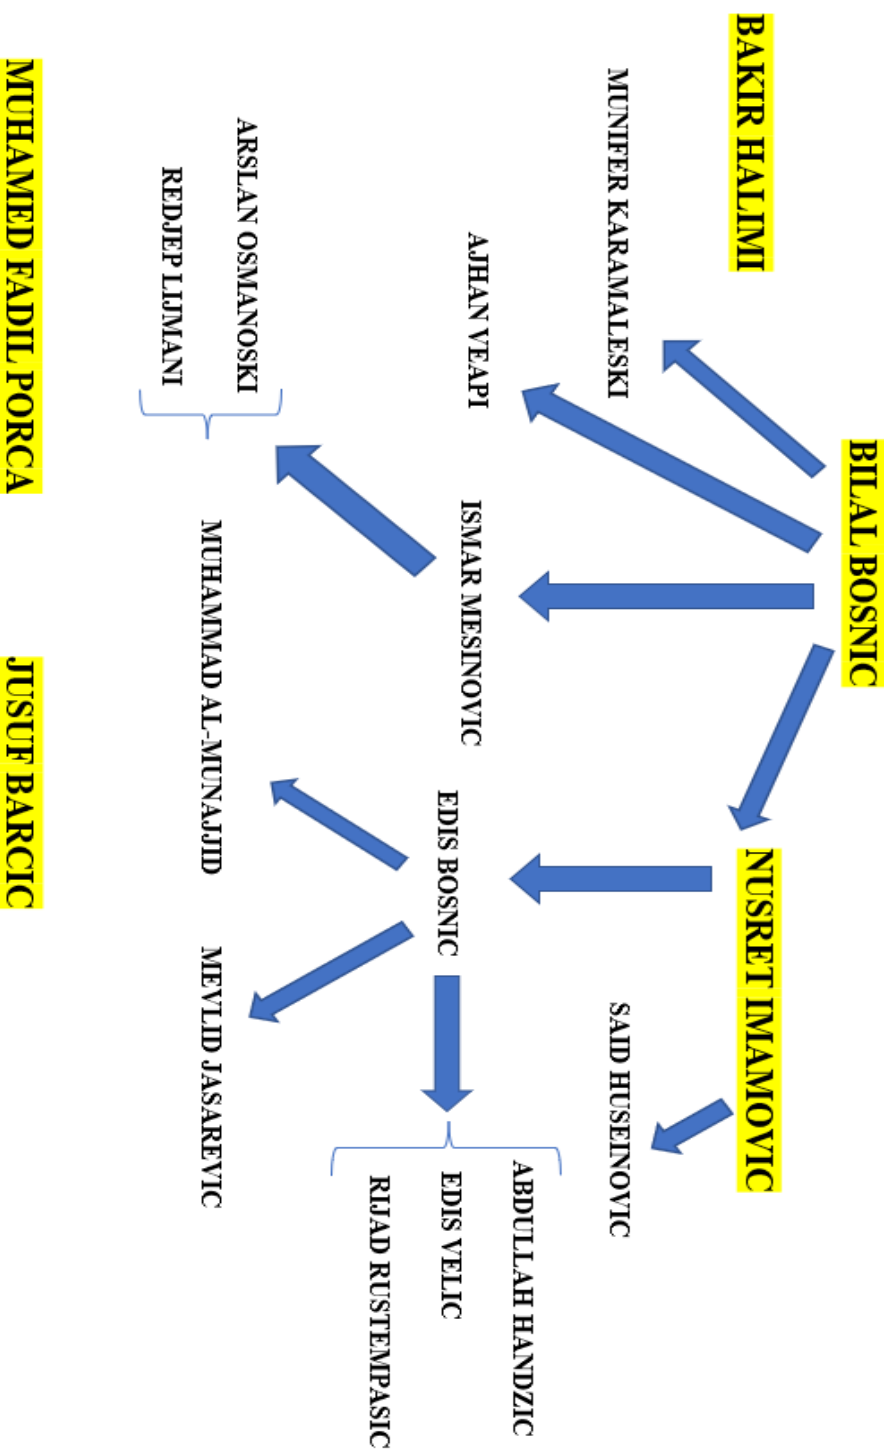 BILAL BOSNIC
BAKIR HALIMI
NUSRET IMAMOVIC
MUNIFER KARAMALESKI
SAID HUSEINOVIC
AJHAN VEAPI
ISMAR MESINOVIC
EDIS BOSNIC
ABDULLAH HANDZIC
EDIS VELIC
RIJAD RUSTEMPASIC
ARSLAN OSMANOSKI
REDJEP LIJMANI
MUHAMMAD AL-MUNAJJID
MEVLID JASAREVIC
MUHAMED FADIL PORCA
JUSUF BARCIC